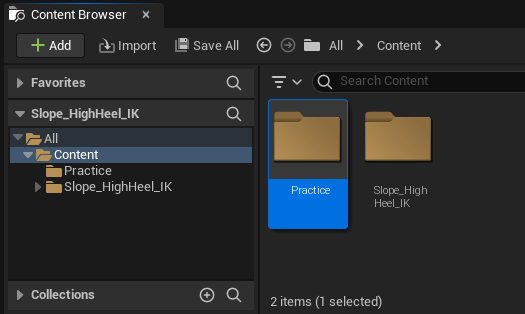 Content Browser
Add
Import
Save All
All
Content
Favorites
Search Content
Slope_HighHeel_IK
All
Content
Practice
Slope_HighHeel_IK
Practice
Slope_High
Heel_IK
Collections
2 items (1 selected)